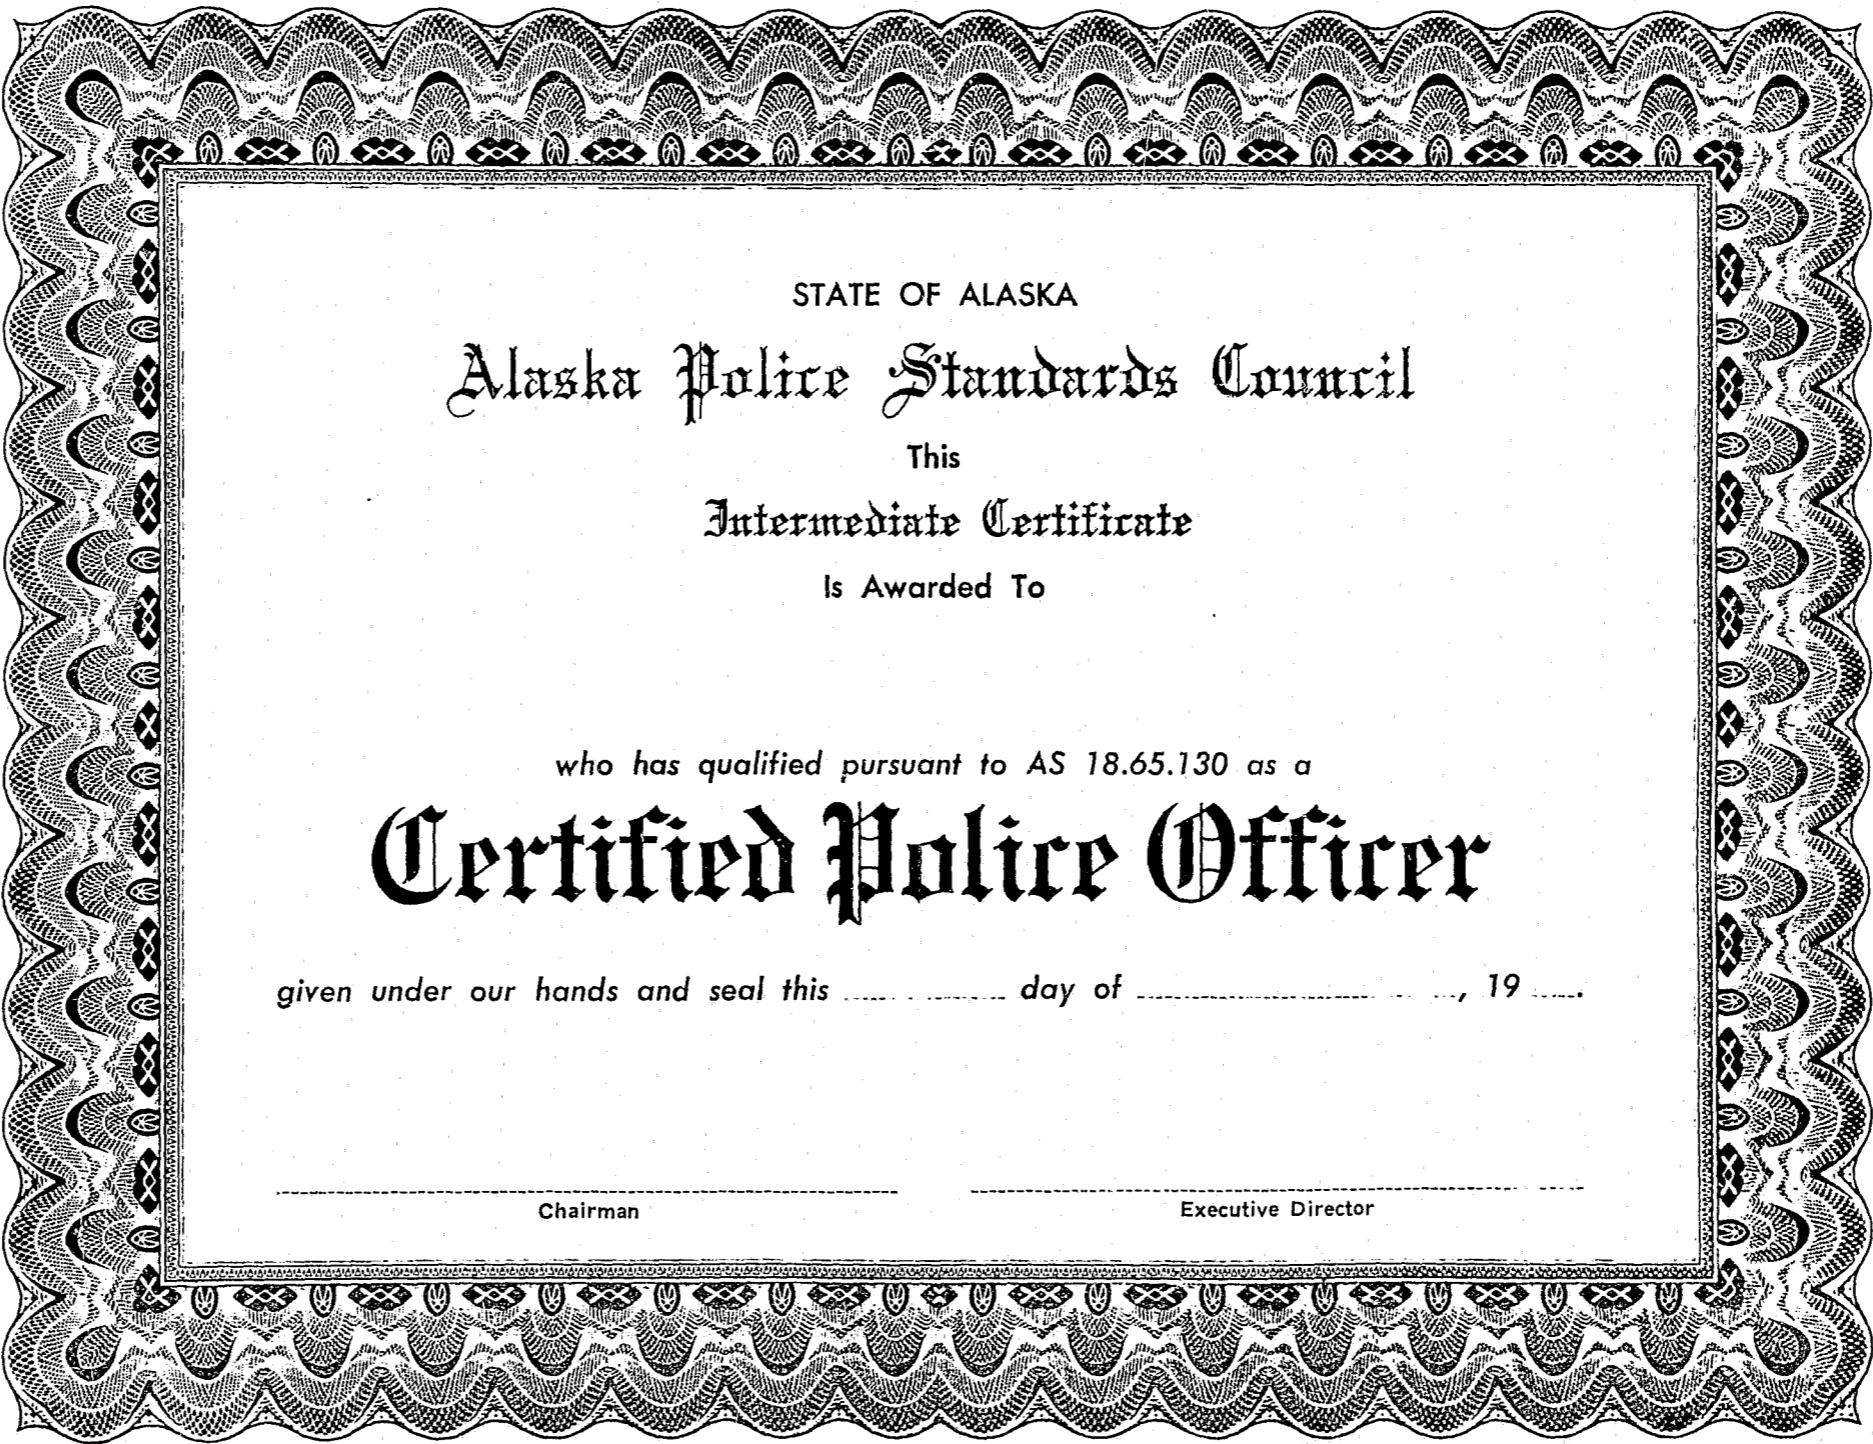 STATE OF ALASKA
Alaska Police Standards Council
This
Intermediate Certificate
Is Awarded To
who has qualified pursuant to AS 18.65.130 as a
Certified Police Officer
given under our hands and seal this ............... day of ..............................., 19 ......
Chairman
Executive Director